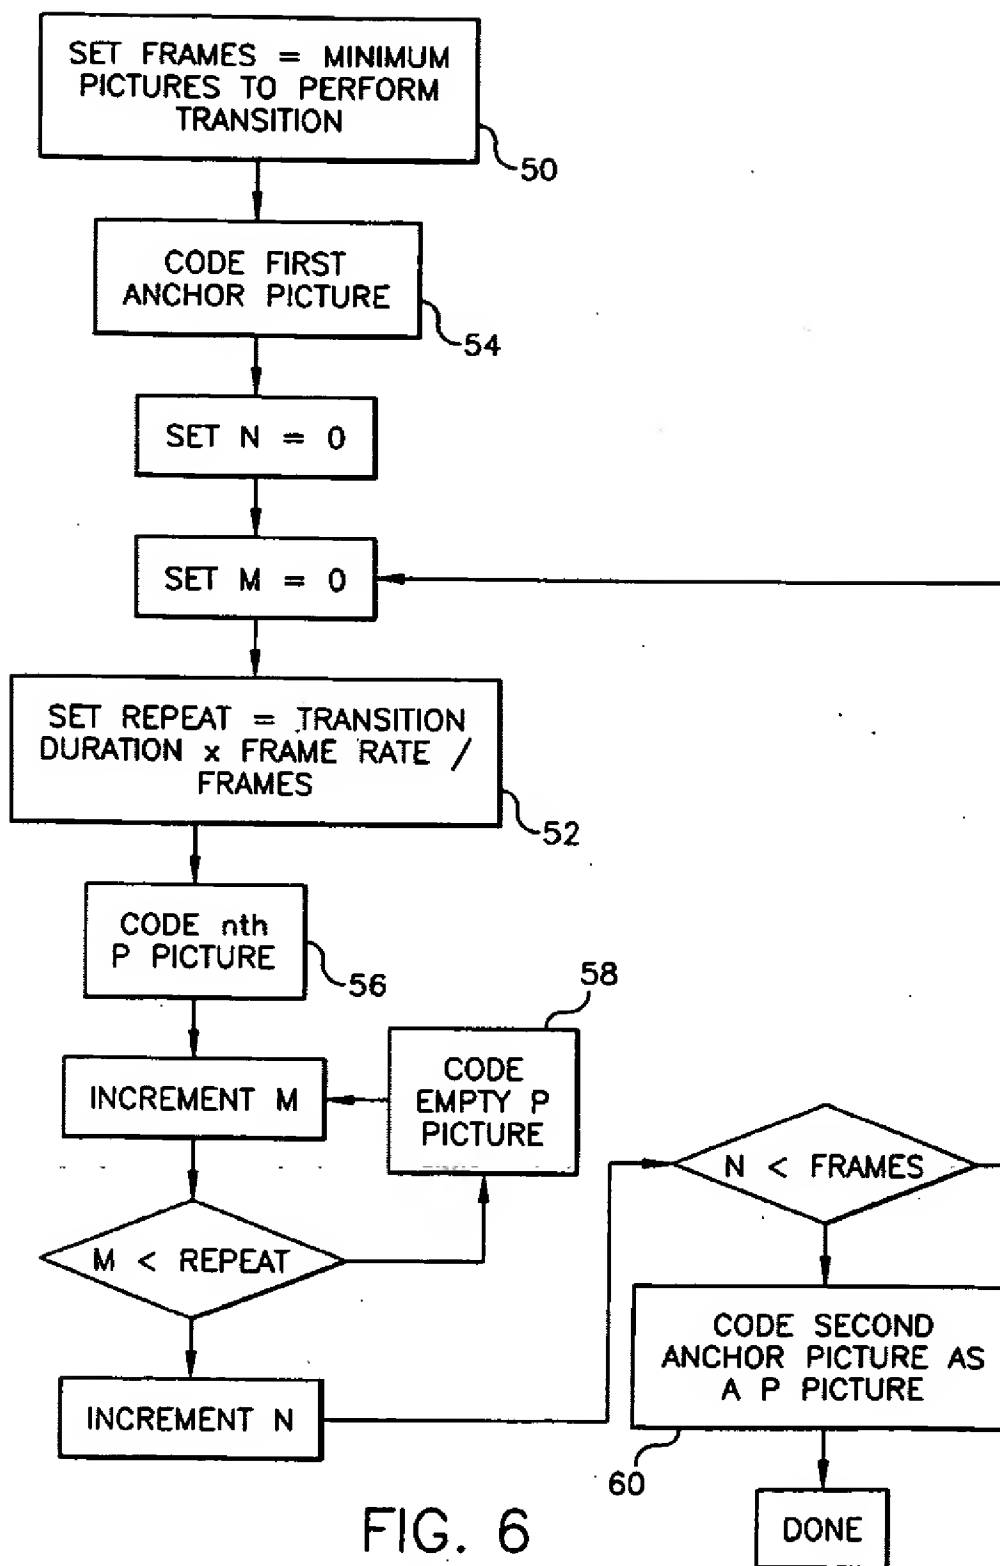 SET FRAMES = MINIMUM
PICTURES TO PERFORM
TRANSITION
50
CODE FIRST
ANCHOR PICTURE
54
SET N = 0
SET M = 0
SET REPEAT = TRANSITION
DURATION x FRAME RATE /
FRAMES
52
CODE nth
P PICTURE
56
58
CODE
EMPTY P
PICTURE
INCREMENT M
M < REPEAT
INCREMENT N
N < FRAMES
CODE SECOND
ANCHOR PICTURE AS
A P PICTURE
60
DONE
FIG. 6